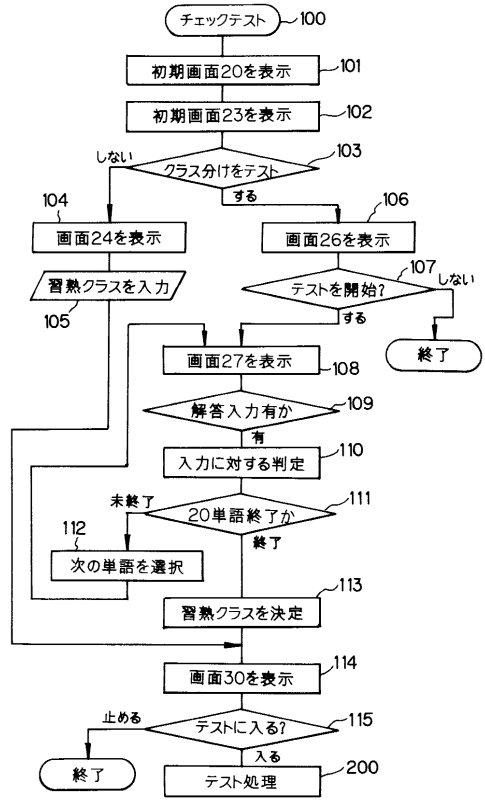 チェックテスト
100
初期画面20を表示
101
初期画面23を表示
102
クラス分けをテスト
103
しない
する
104
画面24を表示
106
画面26を表示
習熟クラスを入力
105
テストを開始?
107
しない
する
終了
画面27を表示
108
解答入力有か
109
有
入力に対する判定
110
20単語終了か
111
未終了
終了
112
次の単語を選択
習熟クラスを決定
113
画面30を表示
114
テストに入る?
115
止める
入る
終了
テスト処理
200